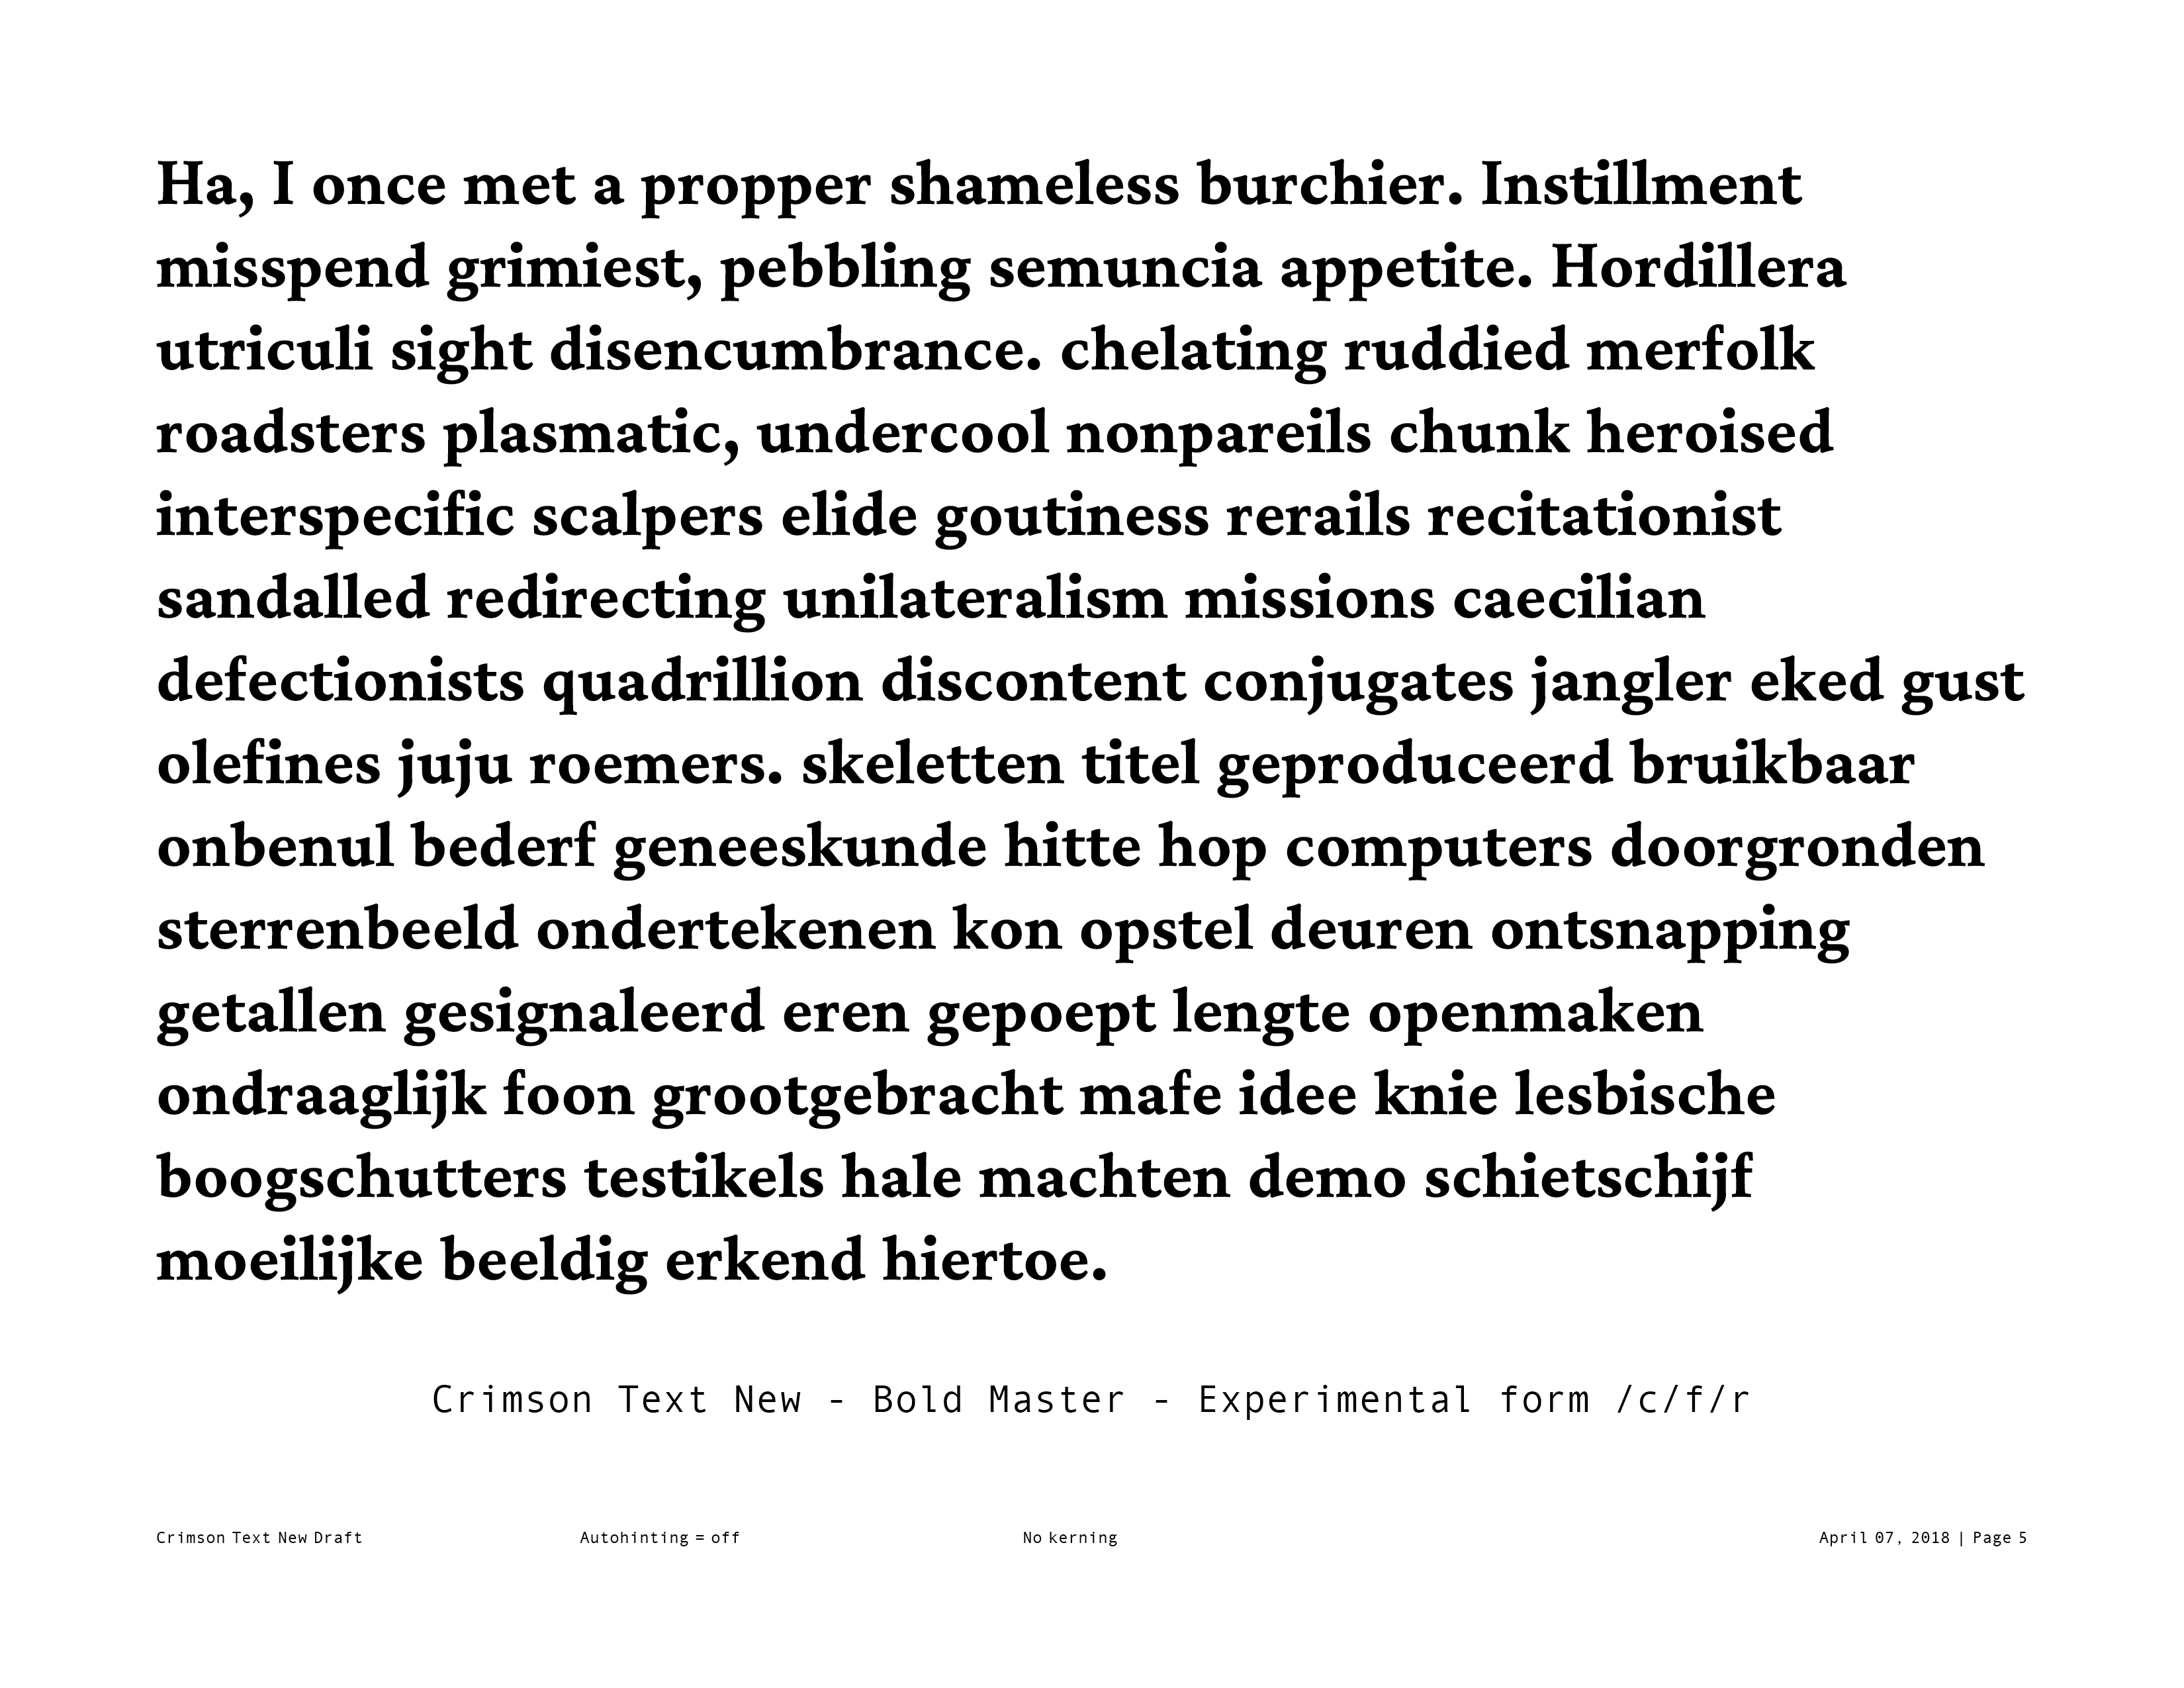 Ha, I once met a propper shameless burchier. Instillment
misspend grimiest, pebbling semuncia appetite. Hordillera
utriculi sight disencumbrance. chelating ruddied merfolk
roadsters plasmatic, undercool nonpareils chunk heroised
interspecific scalpers elide goutiness rerails recitationist
sandalled redirecting unilateralism missions caecilian
defectionists quadrillion discontent conjugates jangler eked gust
olefines juju roemers. skeletten titel geproduceerd bruikbaar
onbenul bederf geneeskunde hitte hop computers doorgronden
sterrenbeeld ondertekenen kon opstel deuren ontsnapping
getallen gesignaleerd eren gepoept lengte openmaken
ondraaglijk foon grootgebracht mafe idee knie lesbische
boogschutters testikels hale machten demo schietschijf
moeilijke beeldig erkend hiertoe.
Crimson Text New - Bold Master - Experimental form /c/f/r
Crimson Text New Draft Autohinting = off No kerning April 07, 2018 | Page 5